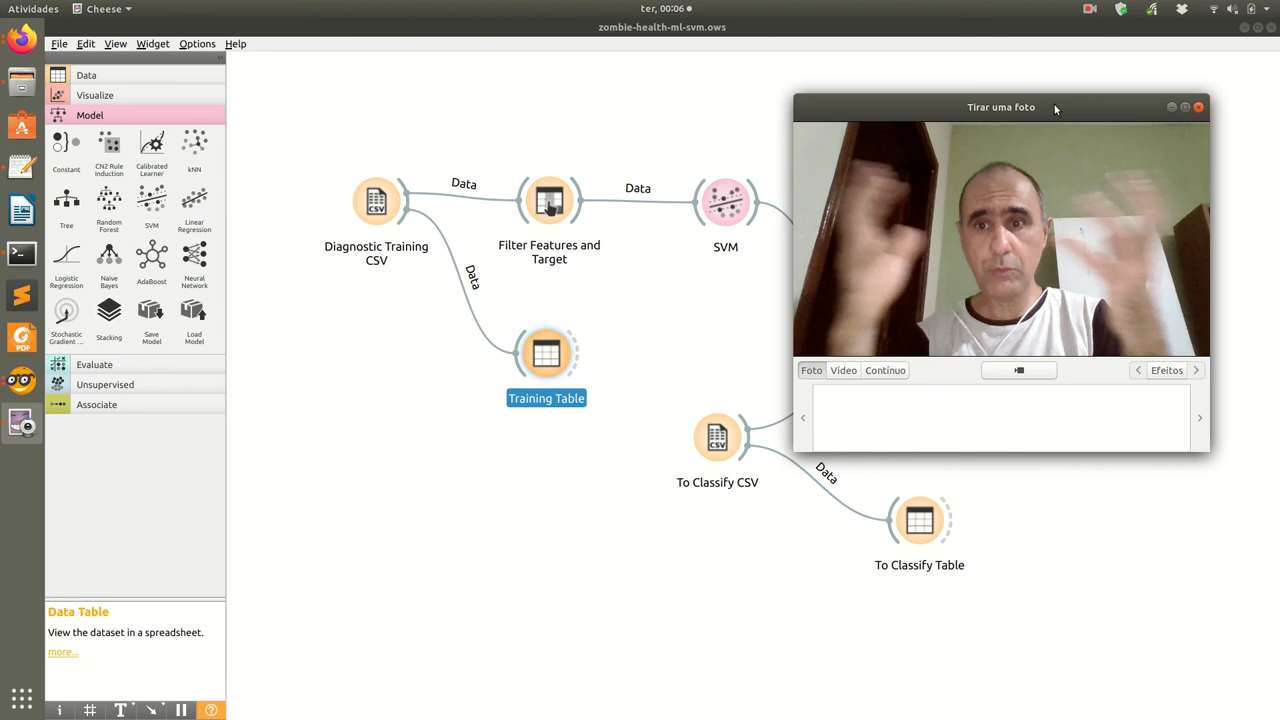 Atividades
Cheese
ter, 00:06
zombie-health-ml-svm.ows
File Edit View Widget Options Help
Data
Visualize
Model
Constant
CN2 Rule Induction
Calibrated Learner
kNN
Tree
Random Forest
SVM
Linear Regression
Logistic Regression
Naive Bayes
AdaBoost
Neural Network
Stochastic Gradient ...
Stacking
Save Model
Load Model
Evaluate
Unsupervised
Associate
Data Table
View the dataset in a spreadsheet.
more...
Data
Data
Data
CSV
Diagnostic Training
CSV
Filter Features and
Target
SVM
Training Table
CSV
To Classify CSV
Data
To Classify Table
Tirar uma foto
Foto Vídeo Contínuo
Efeitos
PDF